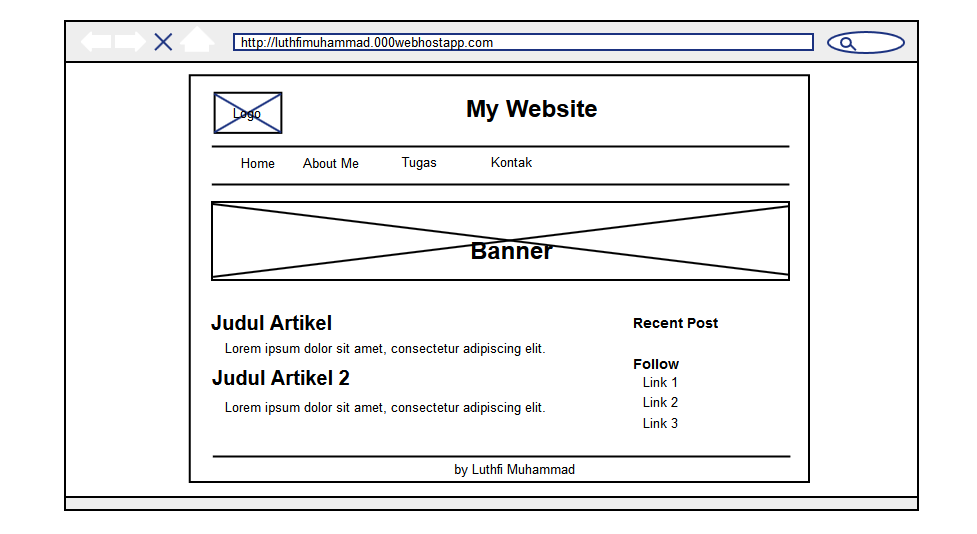 http://luthfimuhammad.000webhostapp.com
Logo
My Website
Home About Me Tugas Kontak
Banner
Judul Artikel
Lorem ipsum dolor sit amet, consectetur adipiscing elit.
Judul Artikel 2
Lorem ipsum dolor sit amet, consectetur adipiscing elit.
Recent Post
Follow
Link 1
Link 2
Link 3
by Luthfi Muhammad